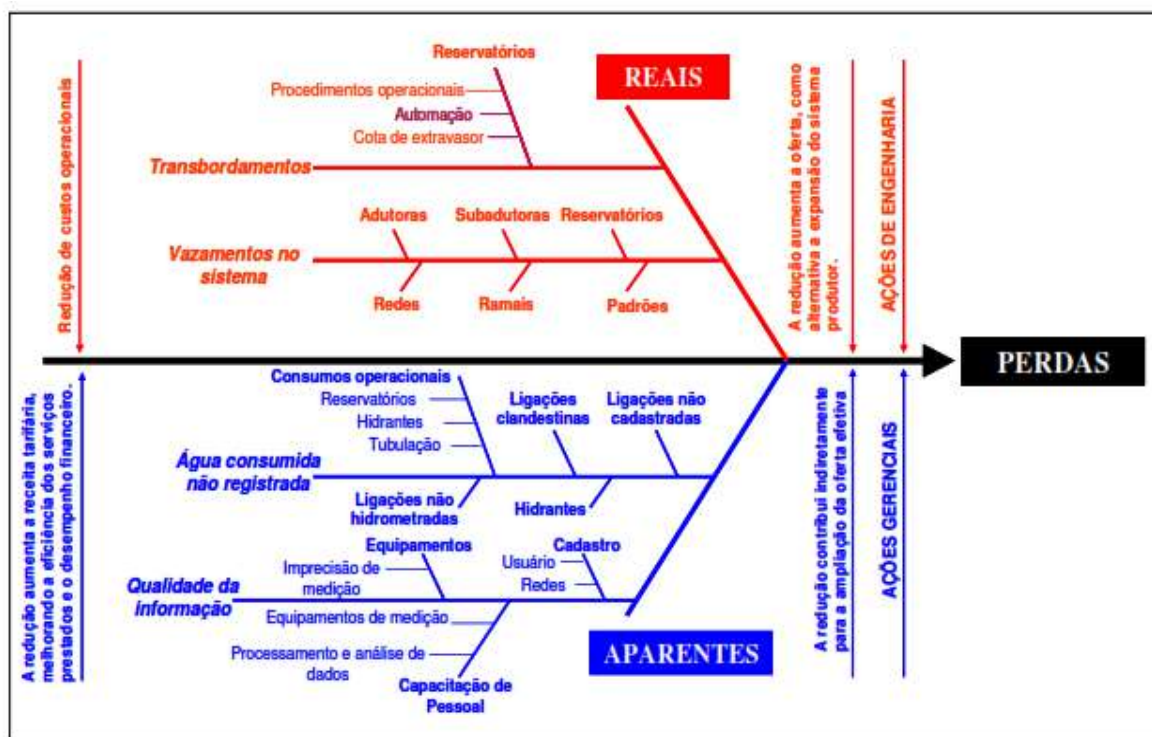 Redução de custos operacionais
Reservatórios
Procedimentos operacionais
Automação
Cota de extravasor
Transbordamentos
REAIS
Adutoras
Subadutoras
Reservatórios
Vazamentos no
sistema
Redes
Ramais
Padrões
A redução aumenta a oferta, como
alternativa a expansão do sistema
produtor.
AÇÕES DE ENGENHARIA
PERDAS
A redução aumenta a receita tarifária,
melhorando a eficiência dos serviços
prestados e o desempenho financeiro.
Consumos operacionais
Reservatórios
Hidrantes
Tubulação
Ligações
clandestinas
Ligações não
cadastradas
Água consumida
não registrada
Ligações não
hidrometradas
Hidrantes
Equipamentos
Imprecisão de
medição
Cadastro
Usuário
Redes
Qualidade da
informação
Equipamentos de medição
Processamento e análise de
dados
Capacitação de
Pessoal
APARENTES
A redução contribui indiretamente
para a ampliação da oferta efetiva
AÇÕES GERENCIAIS